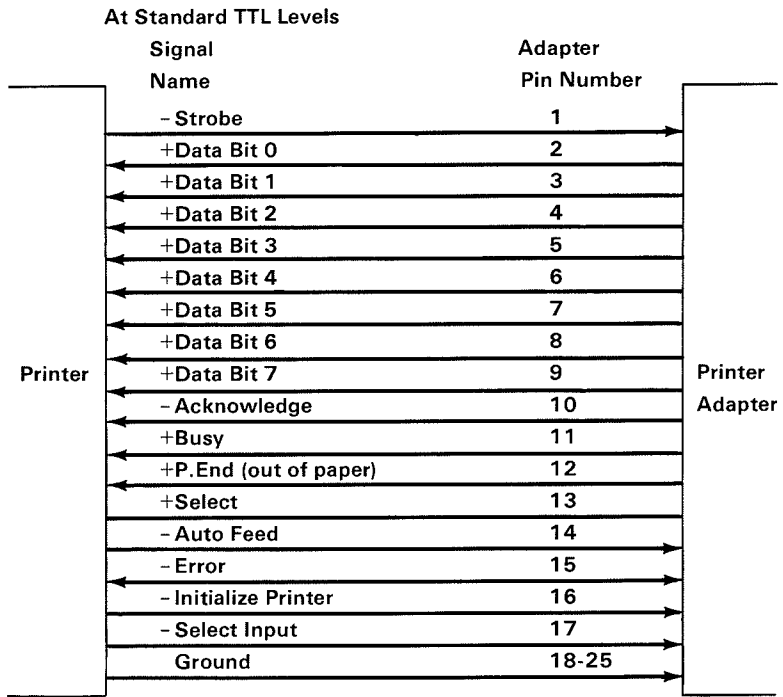 At Standard TTL Levels
Signal Name Adapter Pin Number
- Strobe 1
+Data Bit 0 2
+Data Bit 1 3
+Data Bit 2 4
+Data Bit 3 5
+Data Bit 4 6
+Data Bit 5 7
+Data Bit 6 8
+Data Bit 7 9
Printer
Printer Adapter
- Acknowledge 10
+Busy 11
+P.End (out of paper) 12
+Select 13
- Auto Feed 14
- Error 15
- Initialize Printer 16
- Select Input 17
Ground 18-25